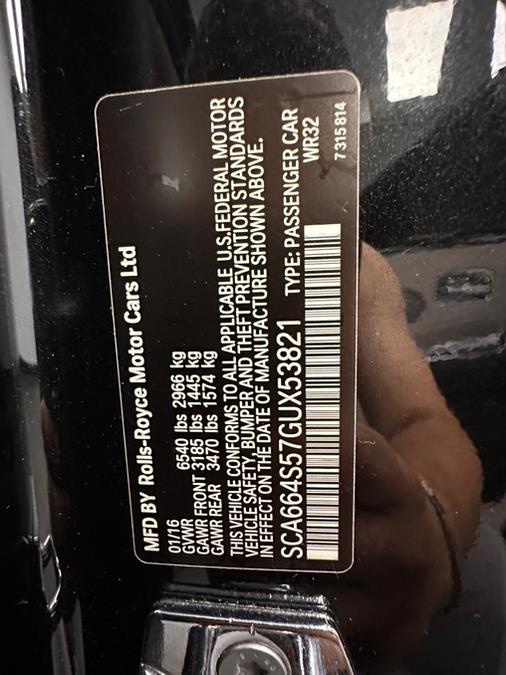 MFD BY Rolls-Royce Motor Cars Ltd
01/16
GVWR 6540 lbs 2966 kg
GAWR FRONT 3185 lbs 1445 kg
GAWR REAR 3470 lbs 1574 kg
THIS VEHICLE CONFORMS TO ALL APPLICABLE U.S.FEDERAL MOTOR
VEHICLE SAFETY, BUMPER AND THEFT PREVENTION STANDARDS
IN EFFECT ON THE DATE OF MANUFACTURE SHOWN ABOVE.
SCA664S57GUX53821 TYPE: PASSENGER CAR
WR32
7 315 814